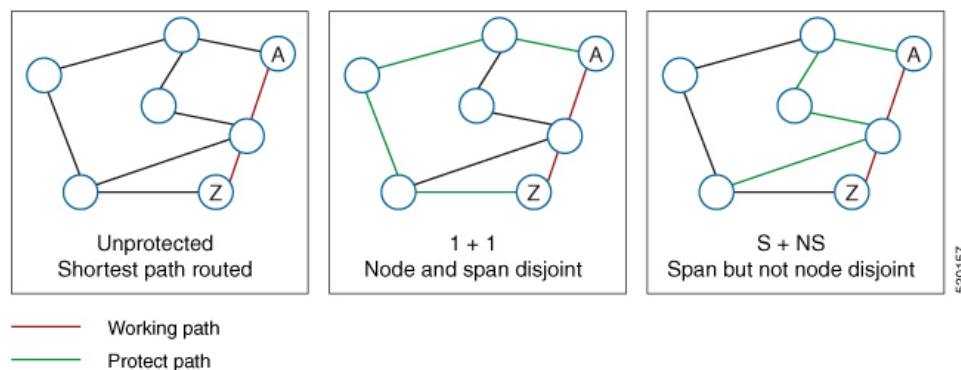 A
Z
Unprotected
Shortest path routed
A
Z
1 + 1
Node and span disjoint
A
Z
S + NS
Span but not node disjoint
Working path
Protect path